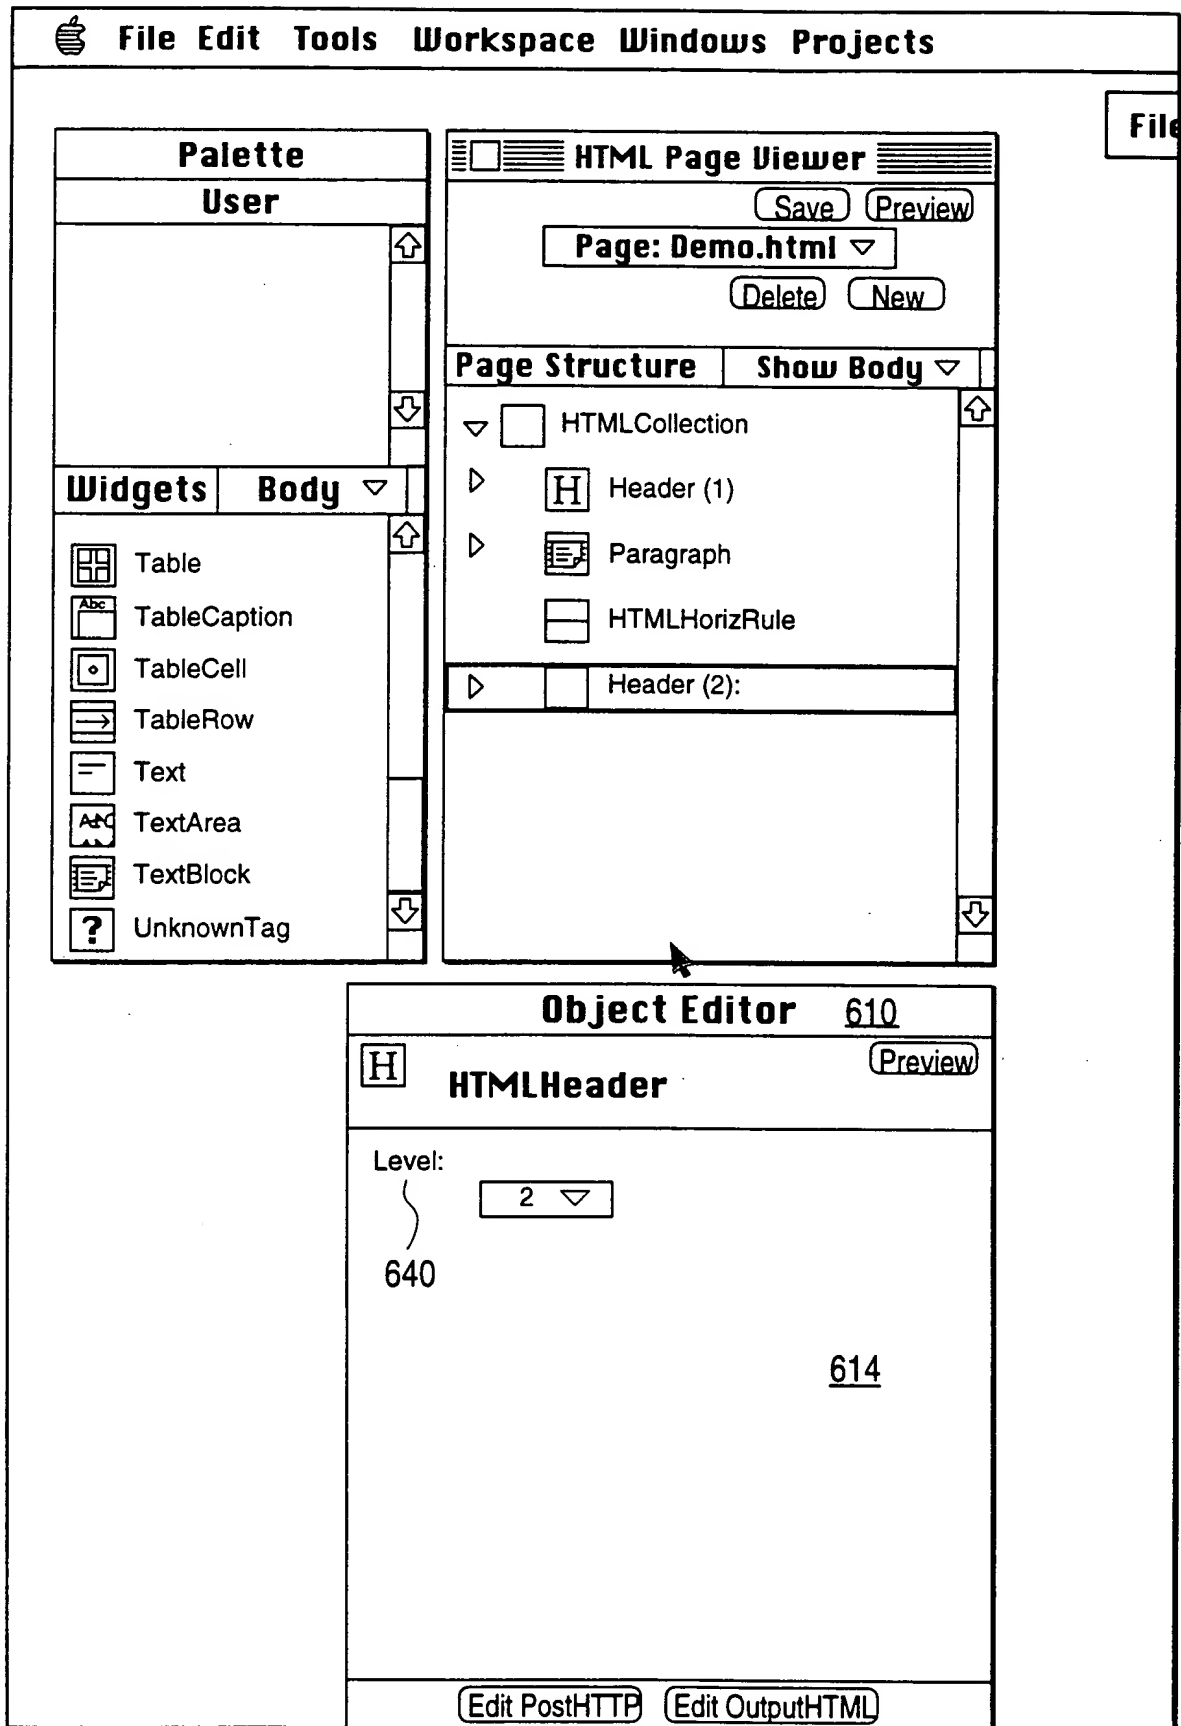 File Edit Tools Workspace Windows Projects
File
Palette
User
Widgets Body
Table
Abc
TableCaption
TableCell
TableRow
Text
TextArea
TextBlock
? UnknownTag
HTML Page Viewer
Save Preview
Page: Demo.html
Delete New
Page Structure Show Body
HTMLCollection
H Header (1)
Paragraph
HTMLHorizRule
Header (2):
Object Editor 610
H HTMLHeader Preview
Level:
2
640
614
Edit PostHTTP Edit OutputHTML